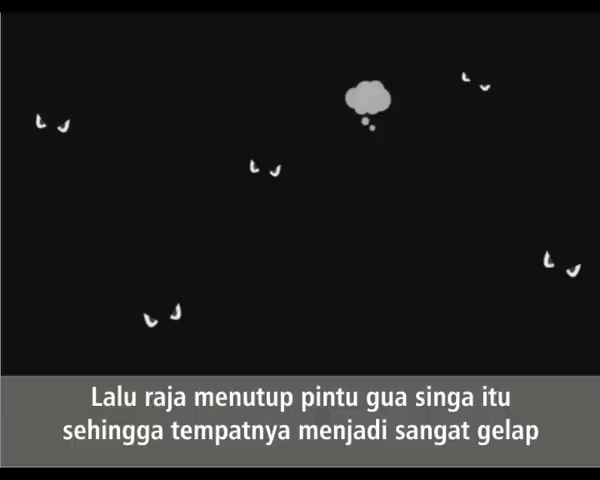 Lalu raja menutup pintu gua singa itu
sehingga tempatnya menjadi sangat gelap